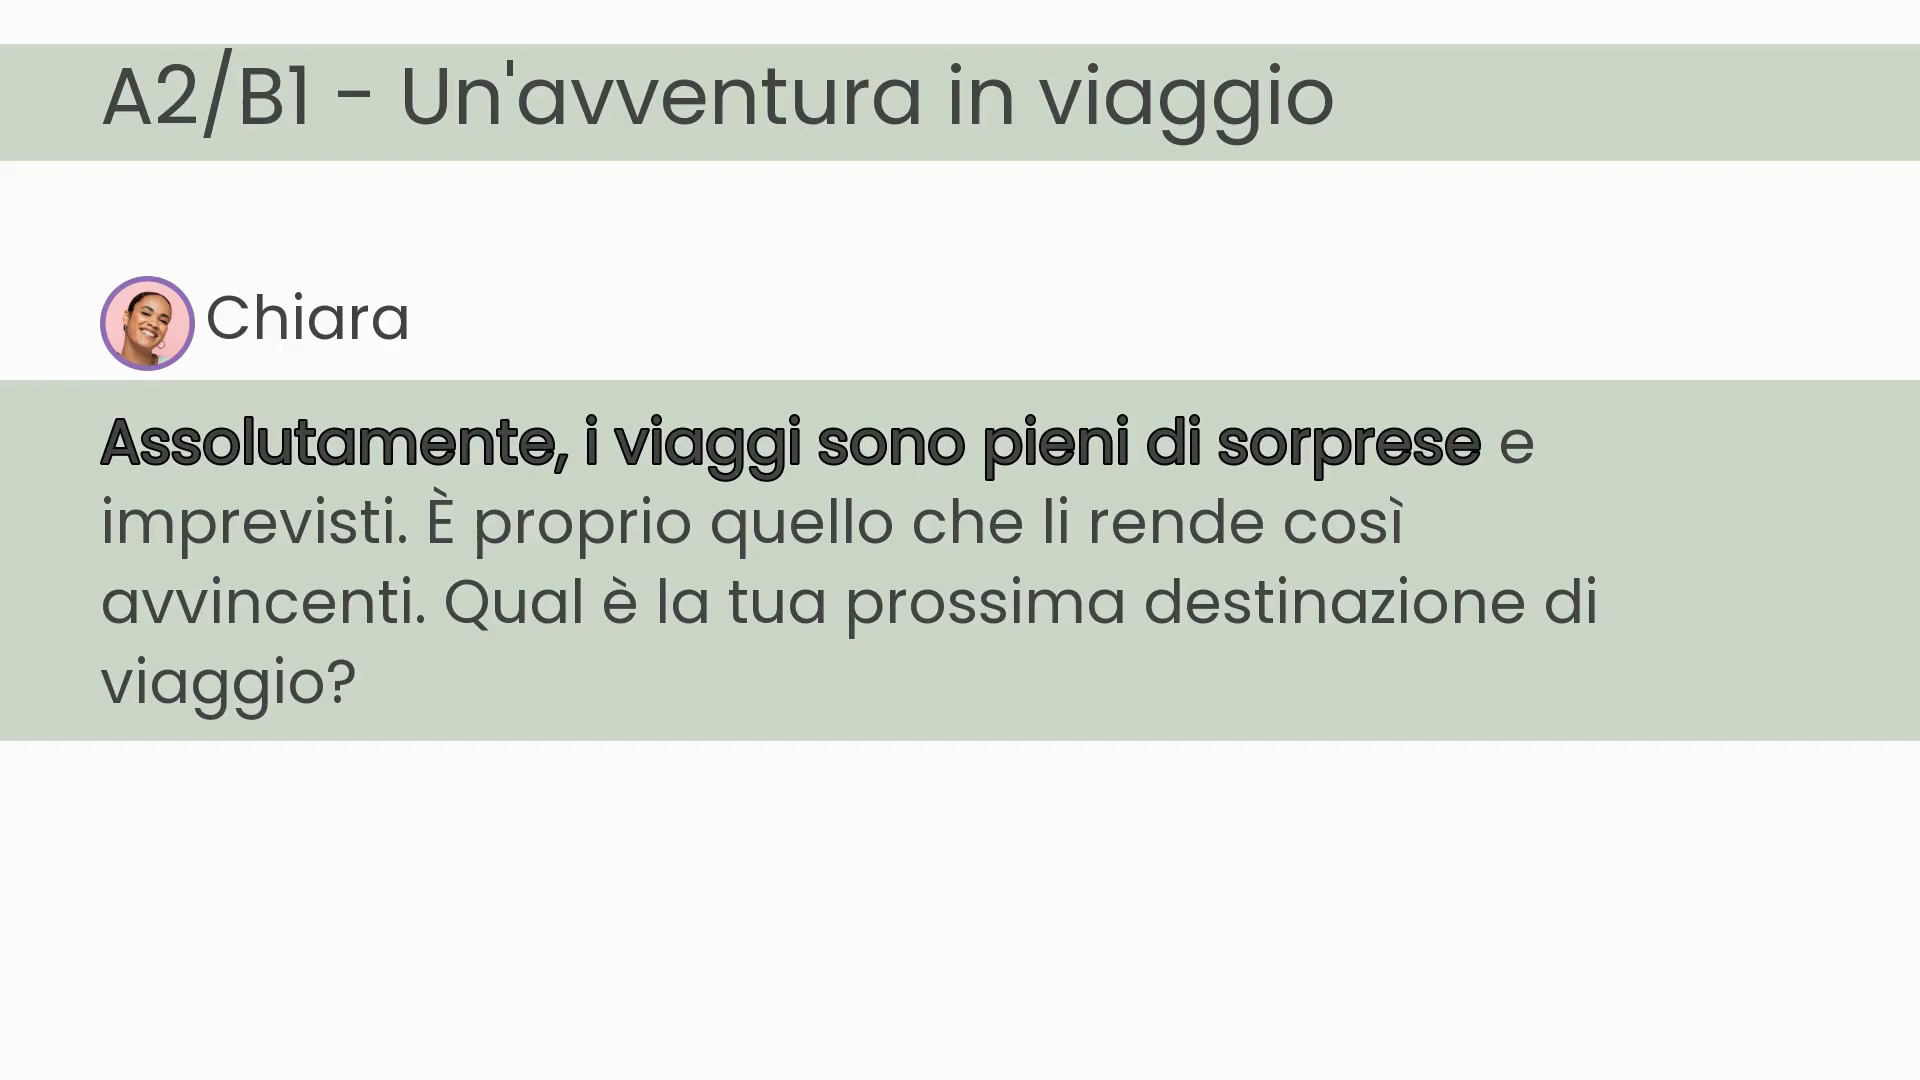 A2/B1 - Un'avventura in viaggio
Chiara
Assolutamente, i viaggi sono pieni di sorprese e
imprevisti. È proprio quello che li rende così
avvincenti. Qual è la tua prossima destinazione di
viaggio?